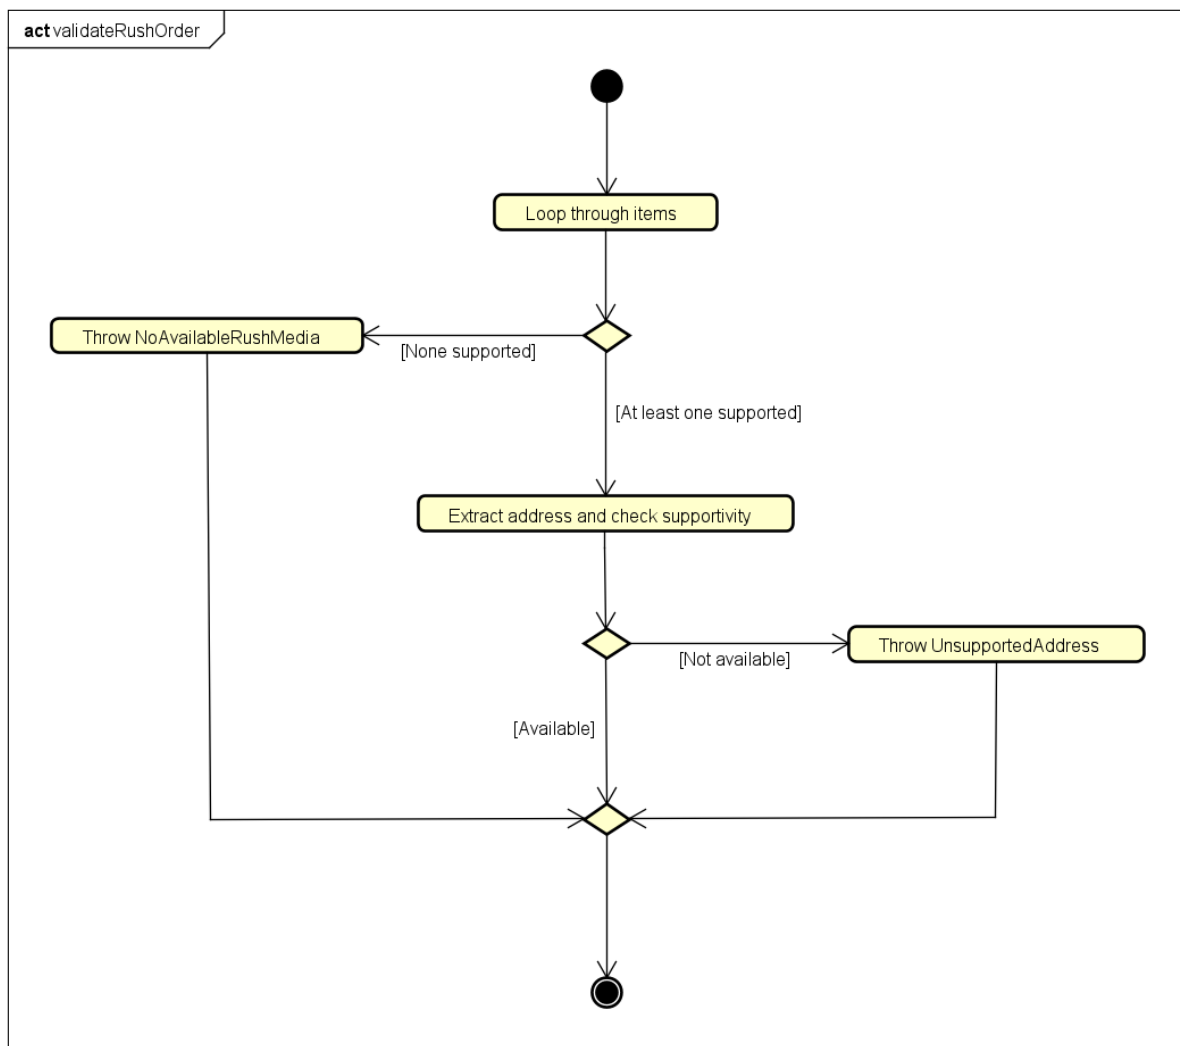 act validateRushOrder
Loop through items
Throw NoAvailableRushMedia
[None supported]
[At least one supported]
Extract address and check supportivity
Throw UnsupportedAddress
[Not available]
[Available]